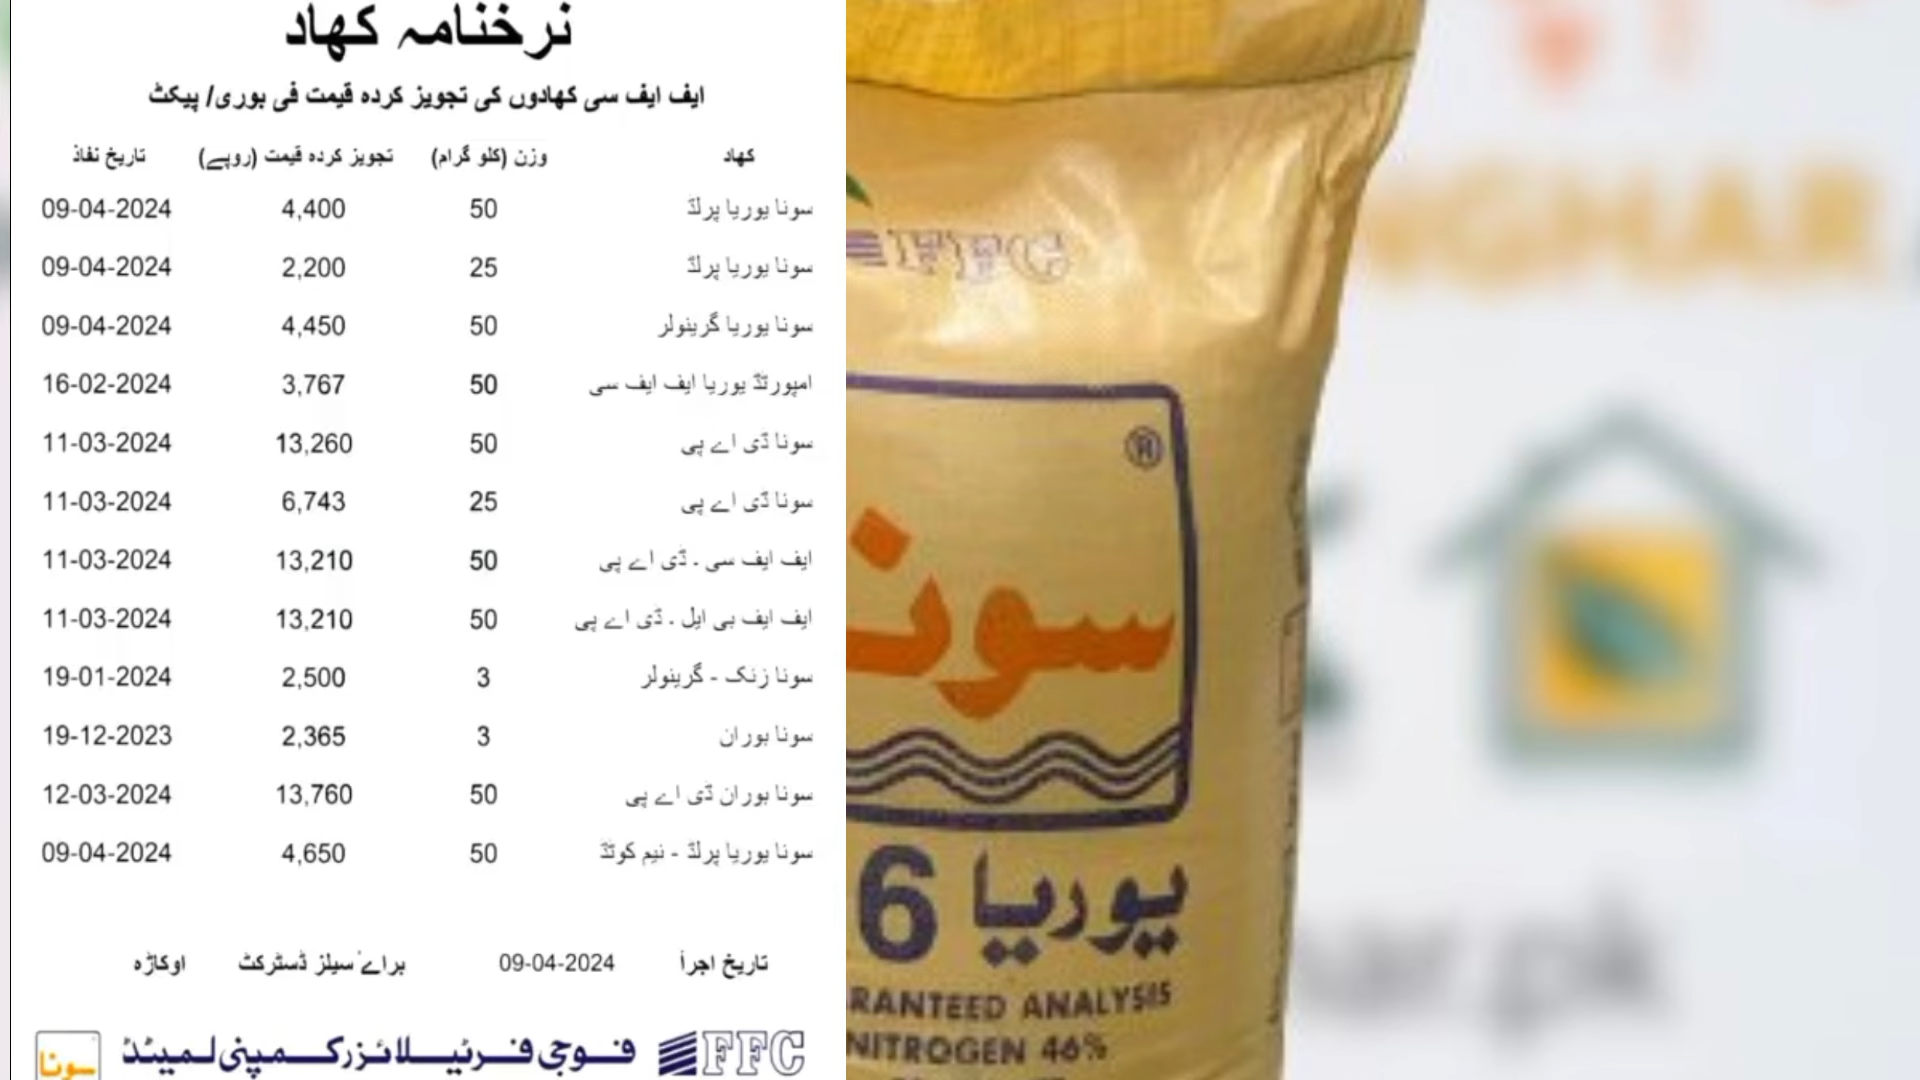 نرخنامہ کھاد
ایف ایف سی کھادوں کی تجویز کردہ قیمت فی بوری/ پیکٹ
کھاد وزن (کلو گرام) تجویز کردہ قیمت (روپے) تاریخ نفاذ
سونا یوریا پرلڈ 50 4,400 09-04-2024
سونا یوریا پرلڈ 25 2,200 09-04-2024
سونا یوریا گرینولر 50 4,450 09-04-2024
امپورٹڈ یوریا ایف ایف سی 50 3,767 16-02-2024
سونا ڈی اے پی 50 13,260 11-03-2024
سونا ڈی اے پی 25 6,743 11-03-2024
ایف ایف سی ۔ ڈی اے پی 50 13,210 11-03-2024
ایف ایف بی ایل ۔ ڈی اے پی 50 13,210 11-03-2024
سونا زنک - گرینولر 3 2,500 19-01-2024
سونا بوران 3 2,365 19-12-2023
سونا بوران ڈی اے پی 50 13,760 12-03-2024
سونا یوریا پرلڈ - نیم کوٹڈ 50 4,650 09-04-2024
تاریخ اجرأ 09-04-2024 برائے سیلز ڈسٹرکٹ اوکاڑہ
FFC فوجی فرٹیلائزر کمپنی لمیٹڈ سونا
FFC
®
سون
یوریا 6
RANTEED ANALYSIS
NITROGEN 46%